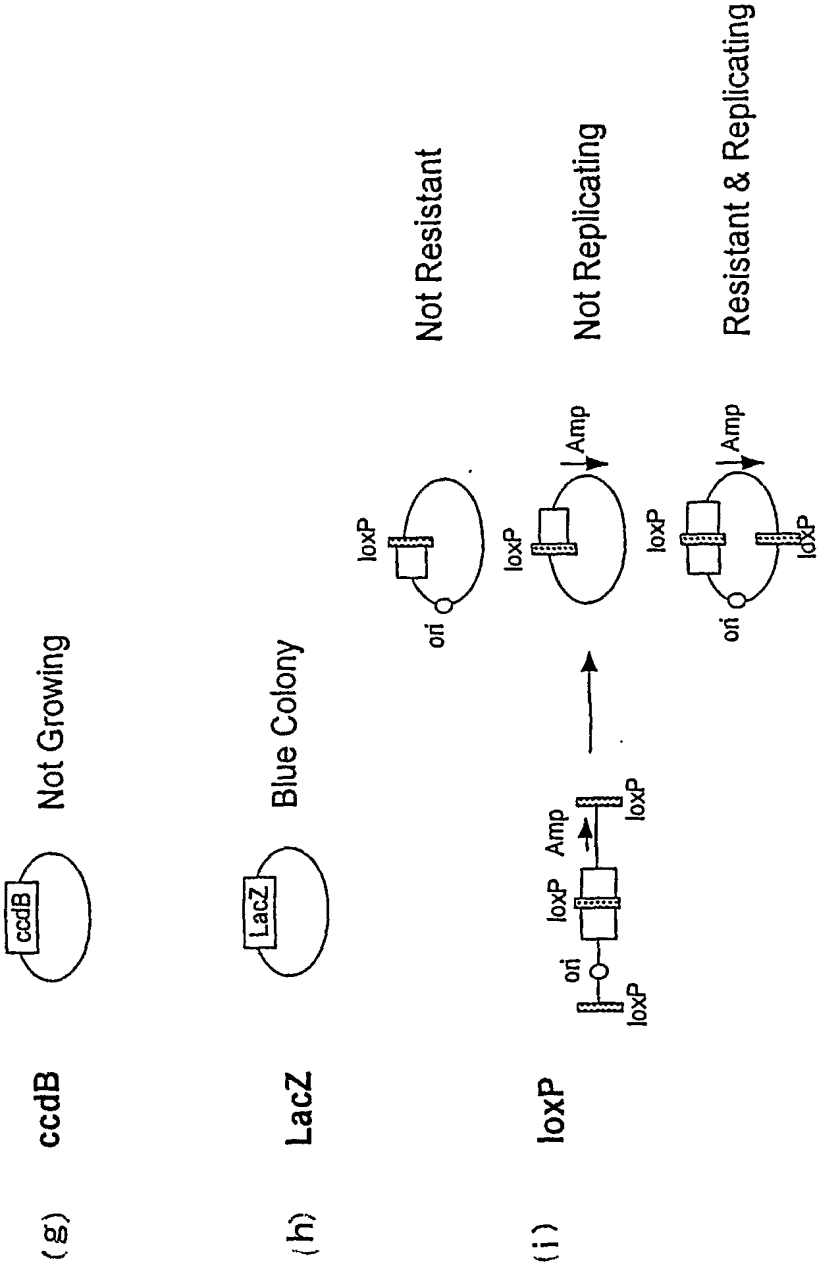 (g) ccdB
ccdB
Not Growing
(h) LacZ
LacZ
Blue Colony
(i) loxP
loxP
ori
loxP
Amp
loxP
loxP
ori
Not Resistant
loxP
Amp
Not Replicating
loxP
ori
Amp
loxP
Resistant & Replicating